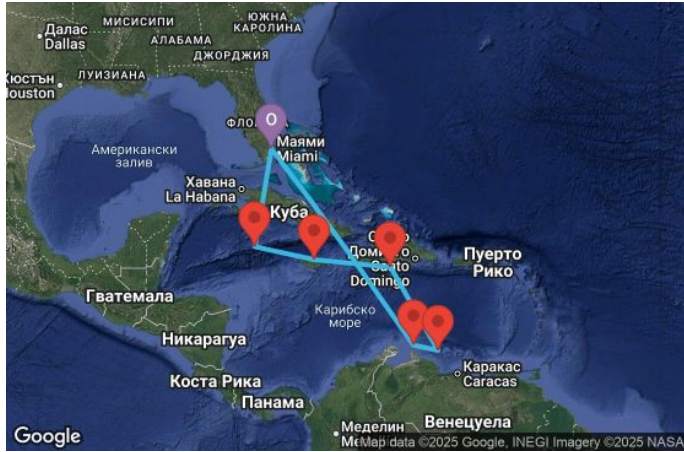 МИСИСИПИ
ЮЖНА
КАРОЛИНА
Далас
Dallas
АЛАБАМА
ДЖОРДЖИЯ
Хюстън
Houston
ЛУИЗИАНА
O
Американски
залив
Маями
Miami
Хавана
La Habana
Куба
Santo
Domingo
Пуерто
Рико
Гватемала
Карибско
море
Никарагуа
Коста Рика
Каракас
Caracas
Панама
Меделин
Венецуела
Google
Map data ©2025 Google, INEGI Imagery ©2025 NASA